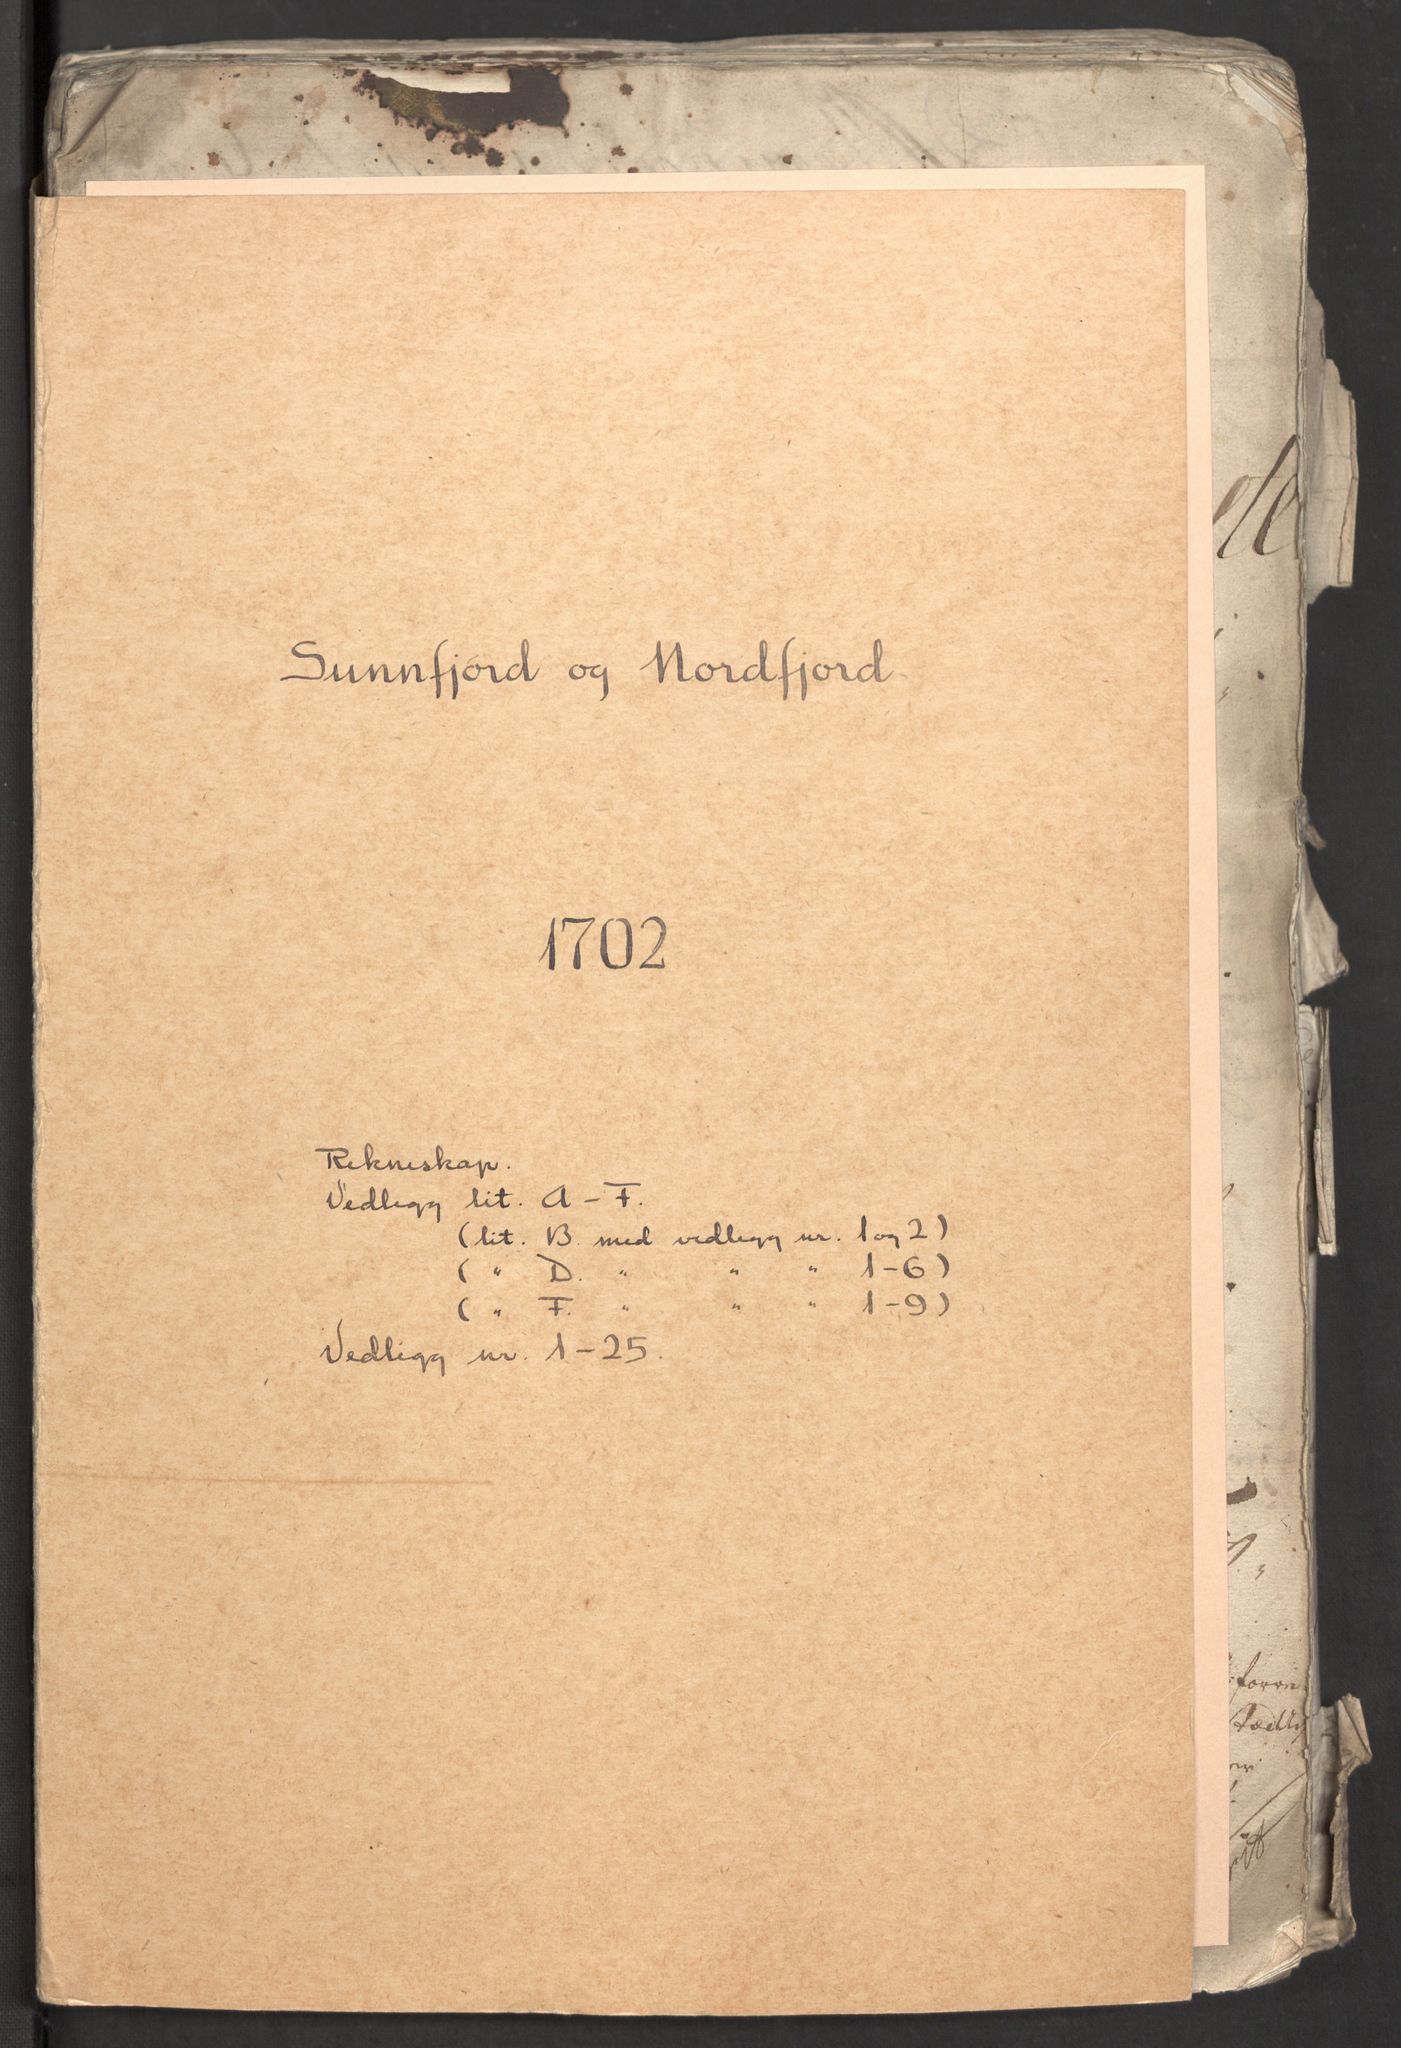 Sunnfjord og Nordfjord
1702
Rekneskap.
Vedlegg lit. A – F.
(lit. B. med vedlegg nr. 1 og 2)
( " D. " " " 1 – 6)
( " F. " " " 1 – 9)
Vedlegg nr. 1 – 25.